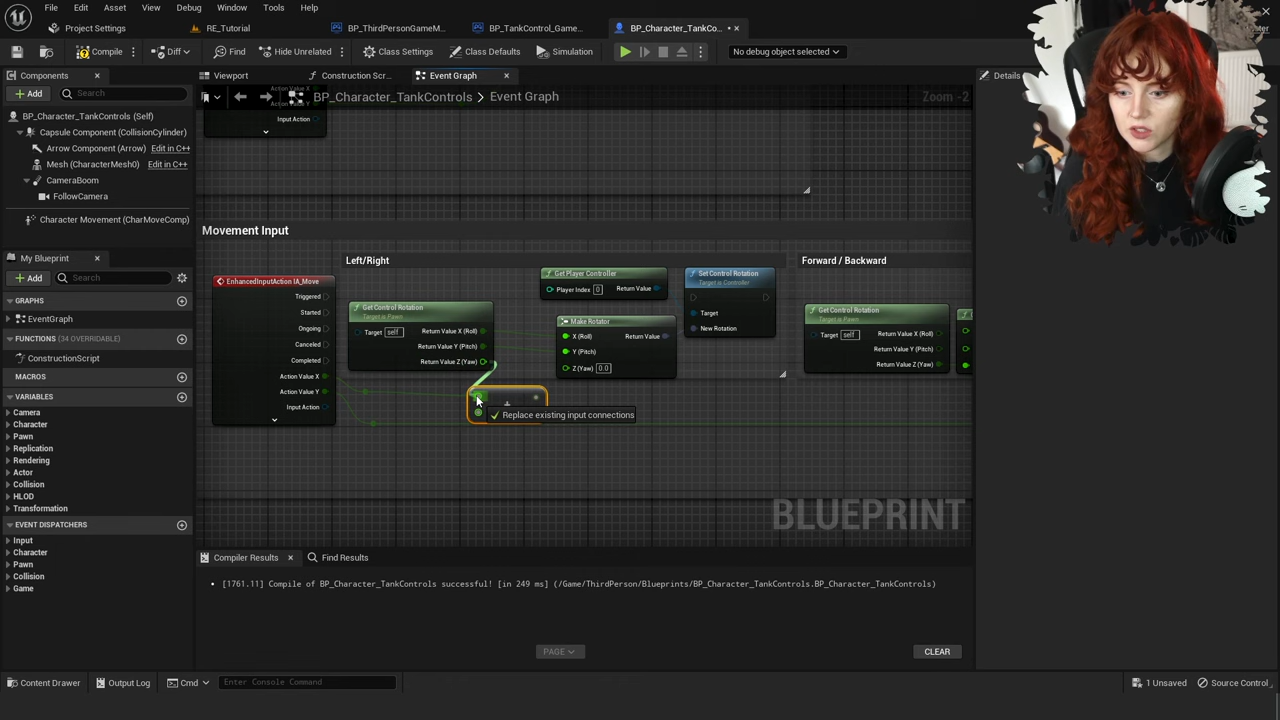 File Edit Asset View Debug Window Tools Help
Project Settings
RE_Tutorial
BP_ThirdPersonGameM...
BP_TankControl_Game...
BP_Character_TankCo...
Compile
Diff
Find
Hide Unrelated
Class Settings
Class Defaults
Simulation
No debug object selected
Components
Viewport
Construction Scr...
Event Graph
Details
Add
Search
BP_Character_TankControls > Event Graph
Zoom -2
BP_Character_TankControls (Self)
Capsule Component (CollisionCylinder)
Arrow Component (Arrow) Edit in C++
Mesh (CharacterMesh0) Edit in C++
CameraBoom
FollowCamera
Character Movement (CharMoveComp)
Input Action
My Blueprint
Add
Search
GRAPHS
EventGraph
FUNCTIONS (34 OVERRIDABLE)
ConstructionScript
MACROS
VARIABLES
Camera
Character
Pawn
Replication
Rendering
Actor
Collision
HLOD
Transformation
EVENT DISPATCHERS
Input
Character
Pawn
Collision
Game
Movement Input
Left/Right
Forward / Backward
EnhancedInputAction IA_Move
Triggered
Started
Ongoing
Canceled
Completed
Action Value X
Action Value Y
Input Action
Get Control Rotation
Target is Pawn
Target self
Return Value X (Roll)
Return Value Y (Pitch)
Return Value Z (Yaw)
Get Player Controller
Player Index 0 Return Value
Make Rotator
X (Roll) Return Value
Y (Pitch)
Z (Yaw) 0.0
Set Control Rotation
Target is Controller
Target
New Rotation
Get Control Rotation
Target is Pawn
Target self
Return Value X (Roll)
Return Value Y (Pitch)
Return Value Z (Yaw)
Replace existing input connections
BLUEPRINT
Compiler Results
Find Results
[1761.11] Compile of BP_Character_TankControls successful! [in 249 ms] (/Game/ThirdPerson/Blueprints/BP_Character_TankControls.BP_Character_TankControls)
PAGE
CLEAR
Content Drawer
Output Log
Cmd
Enter Console Command
1 Unsaved
Source Control